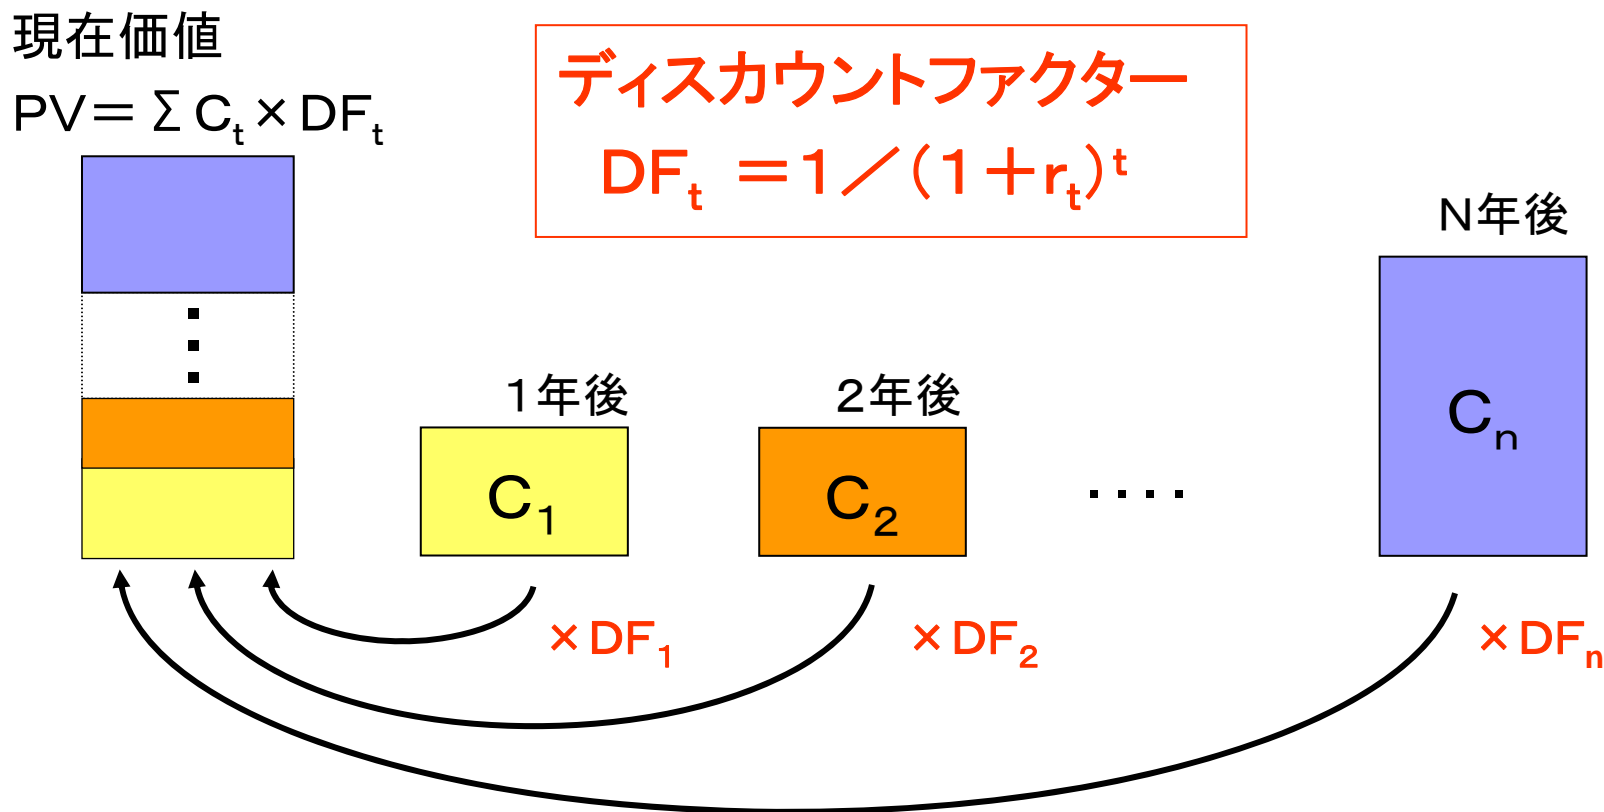 現在価値
PV＝ΣCt×DFt
ディスカウントファクター
DFt ＝1／(1＋rt)t
N年後
1年後
2年後
C1
C2
‥‥
Cn
×DF1
×DF2
×DFn